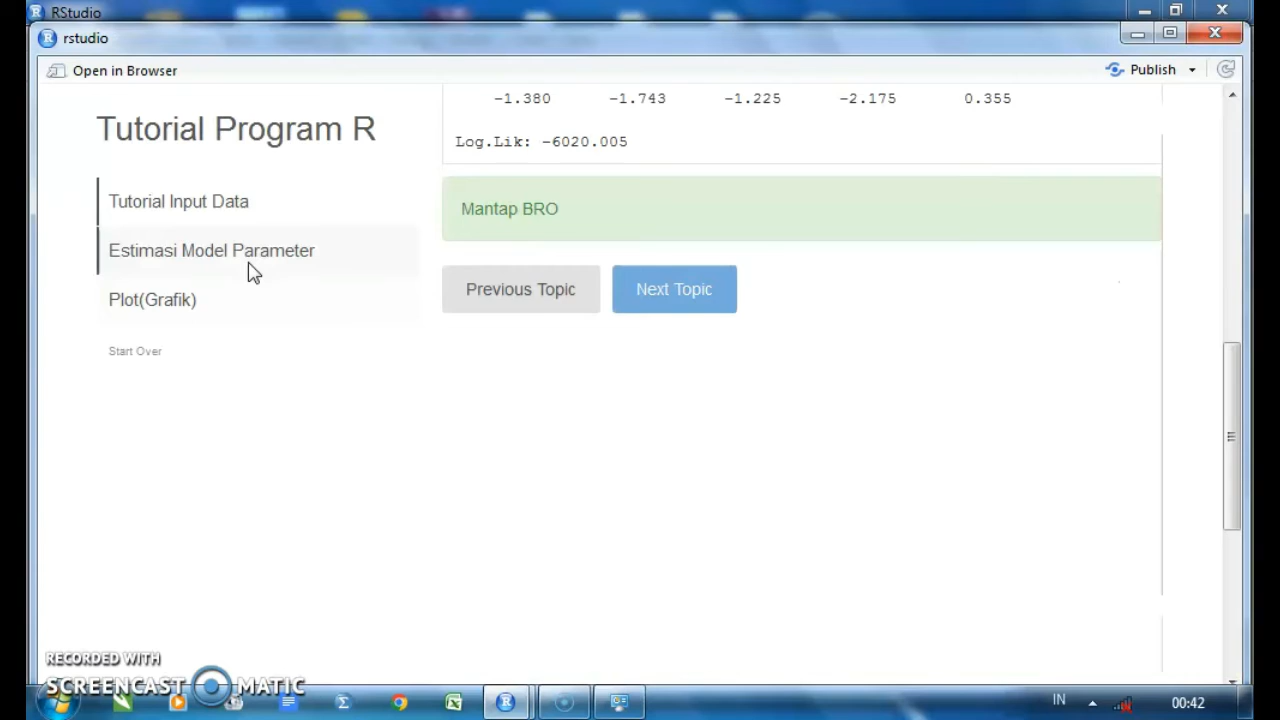 RStudio
rstudio
Open in Browser
Publish
-1.380 -1.743 -1.225 -2.175 0.355
Tutorial Program R
Log.Lik: -6020.005
Tutorial Input Data
Mantap BRO
Estimasi Model Parameter
Previous Topic
Next Topic
Plot(Grafik)
Start Over
RECORDED WITH
SCREENCAST MATIC
IN
00:42